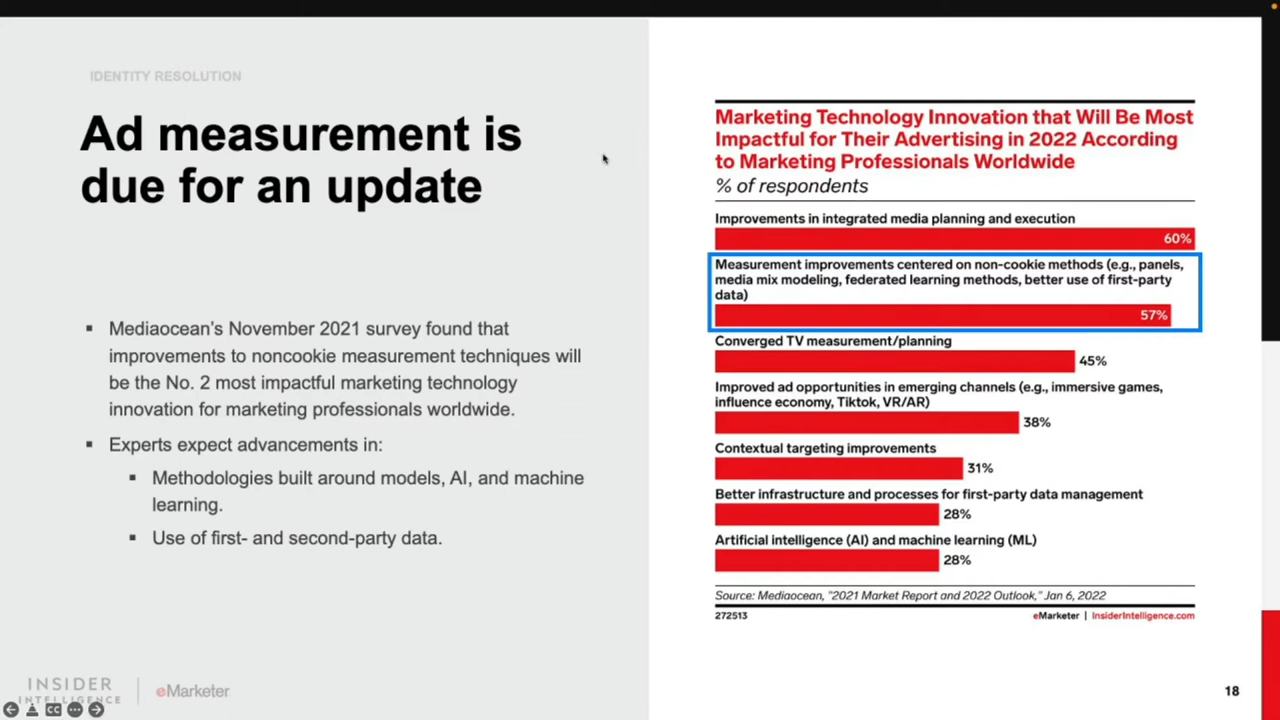 IDENTITY RESOLUTION
Ad measurement is
due for an update
▪ Mediaocean's November 2021 survey found that
improvements to noncookie measurement techniques will
be the No. 2 most impactful marketing technology
innovation for marketing professionals worldwide.
▪ Experts expect advancements in:
▪ Methodologies built around models, AI, and machine
learning.
▪ Use of first- and second-party data.
INSIDER
INTELLIGENCE
eMarketer
CC
Marketing Technology Innovation that Will Be Most
Impactful for Their Advertising in 2022 According
to Marketing Professionals Worldwide
% of respondents
Improvements in integrated media planning and execution
60%
Measurement improvements centered on non-cookie methods (e.g., panels,
media mix modeling, federated learning methods, better use of first-party
data)
57%
Converged TV measurement/planning
45%
Improved ad opportunities in emerging channels (e.g., immersive games,
influence economy, Tiktok, VR/AR)
38%
Contextual targeting improvements
31%
Better infrastructure and processes for first-party data management
28%
Artificial intelligence (AI) and machine learning (ML)
28%
Source: Mediaocean, "2021 Market Report and 2022 Outlook," Jan 6, 2022
272513
eMarketer | InsiderIntelligence.com
18